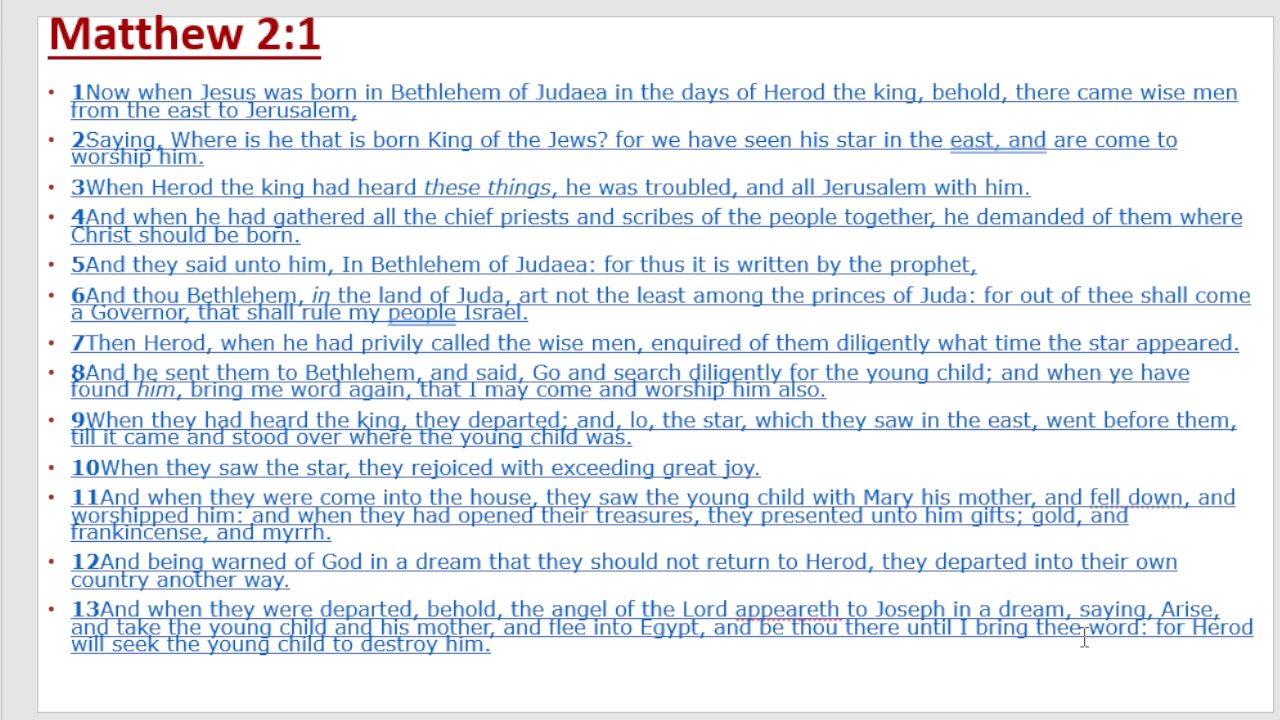 Matthew 2:1
• 1Now when Jesus was born in Bethlehem of Judaea in the days of Herod the king, behold, there came wise men
from the east to Jerusalem,
• 2Saying, Where is he that is born King of the Jews? for we have seen his star in the east, and are come to
worship him.
• 3When Herod the king had heard these things, he was troubled, and all Jerusalem with him.
• 4And when he had gathered all the chief priests and scribes of the people together, he demanded of them where
Christ should be born.
• 5And they said unto him, In Bethlehem of Judaea: for thus it is written by the prophet,
• 6And thou Bethlehem, in the land of Juda, art not the least among the princes of Juda: for out of thee shall come
a Governor, that shall rule my people Israel.
• 7Then Herod, when he had privily called the wise men, enquired of them diligently what time the star appeared.
• 8And he sent them to Bethlehem, and said, Go and search diligently for the young child; and when ye have
found him, bring me word again, that I may come and worship him also.
• 9When they had heard the king, they departed; and, lo, the star, which they saw in the east, went before them,
till it came and stood over where the young child was.
• 10When they saw the star, they rejoiced with exceeding great joy.
• 11And when they were come into the house, they saw the young child with Mary his mother, and fell down, and
worshipped him: and when they had opened their treasures, they presented unto him gifts; gold, and
frankincense, and myrrh.
• 12And being warned of God in a dream that they should not return to Herod, they departed into their own
country another way.
• 13And when they were departed, behold, the angel of the Lord appeareth to Joseph in a dream, saying, Arise,
and take the young child and his mother, and flee into Egypt, and be thou there until I bring thee word: for Herod
will seek the young child to destroy him.